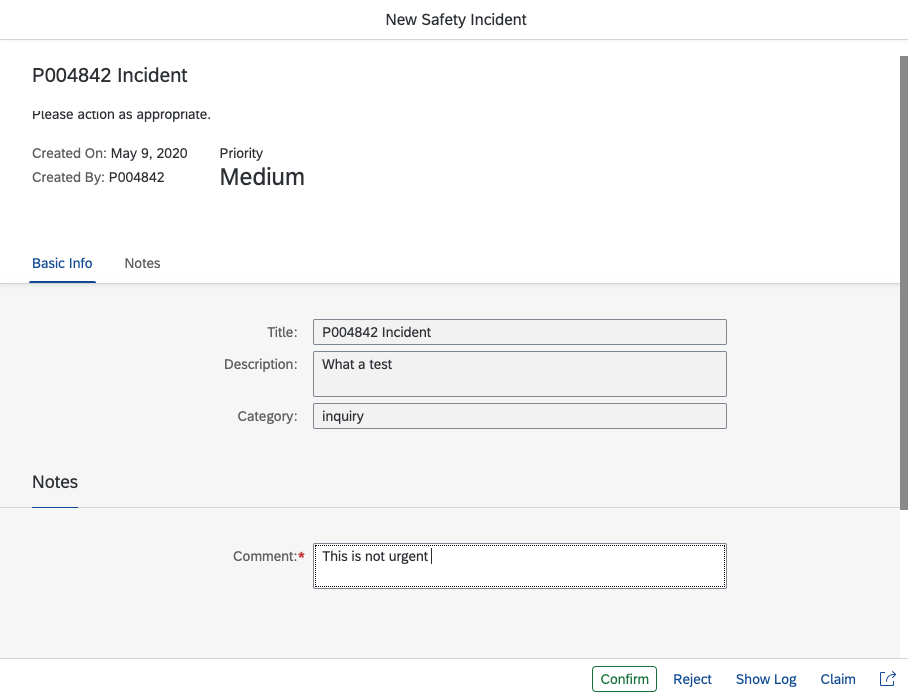 New Safety Incident
P004842 Incident
Please action as appropriate.
Created On: May 9, 2020
Created By: P004842
Priority
Medium
Basic Info Notes
Title: P004842 Incident
Description: What a test
Category: inquiry
Notes
Comment:* This is not urgent
Confirm Reject Show Log Claim